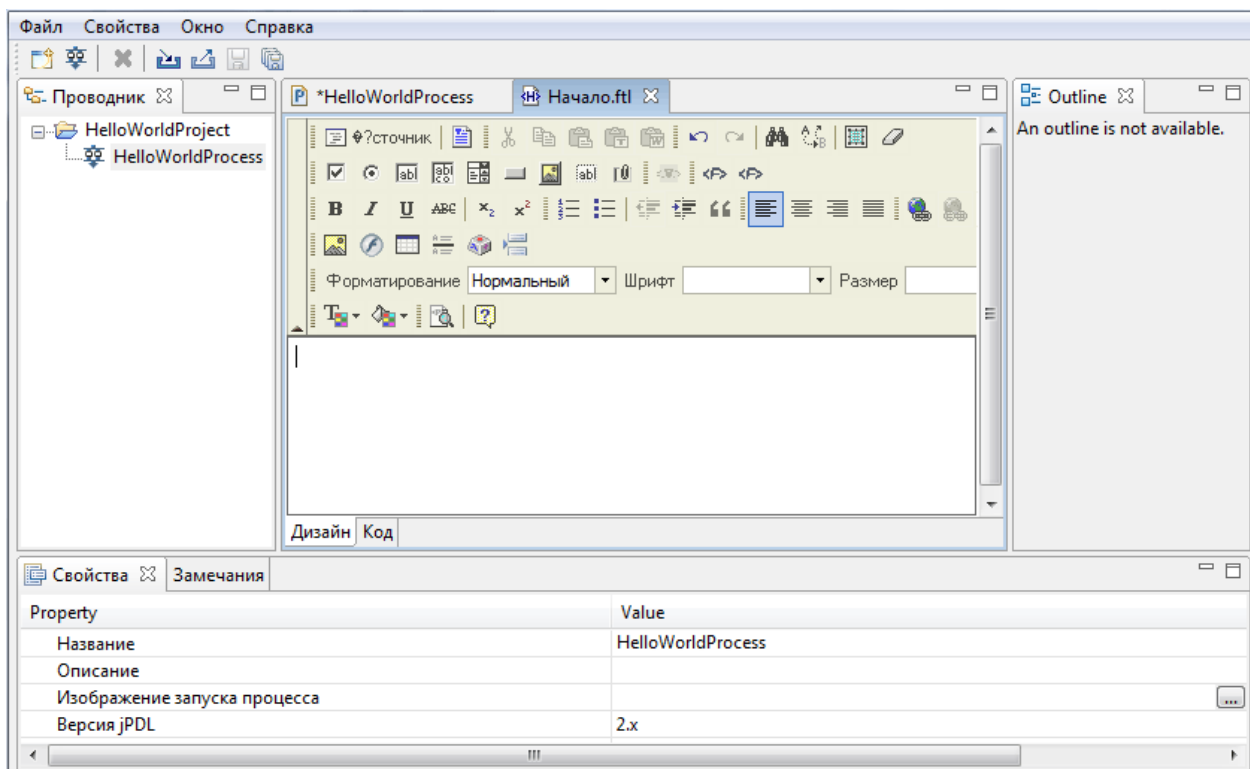 Файл Свойства Окно Справка
Проводник
HelloWorldProject
HelloWorldProcess
*HelloWorldProcess Начало.ftl
�?сточник
Форматирование Нормальный Шрифт Размер
Дизайн Код
Outline
An outline is not available.
Свойства Замечания
Property Value
Название HelloWorldProcess
Описание
Изображение запуска процесса ...
Версия jPDL 2.x